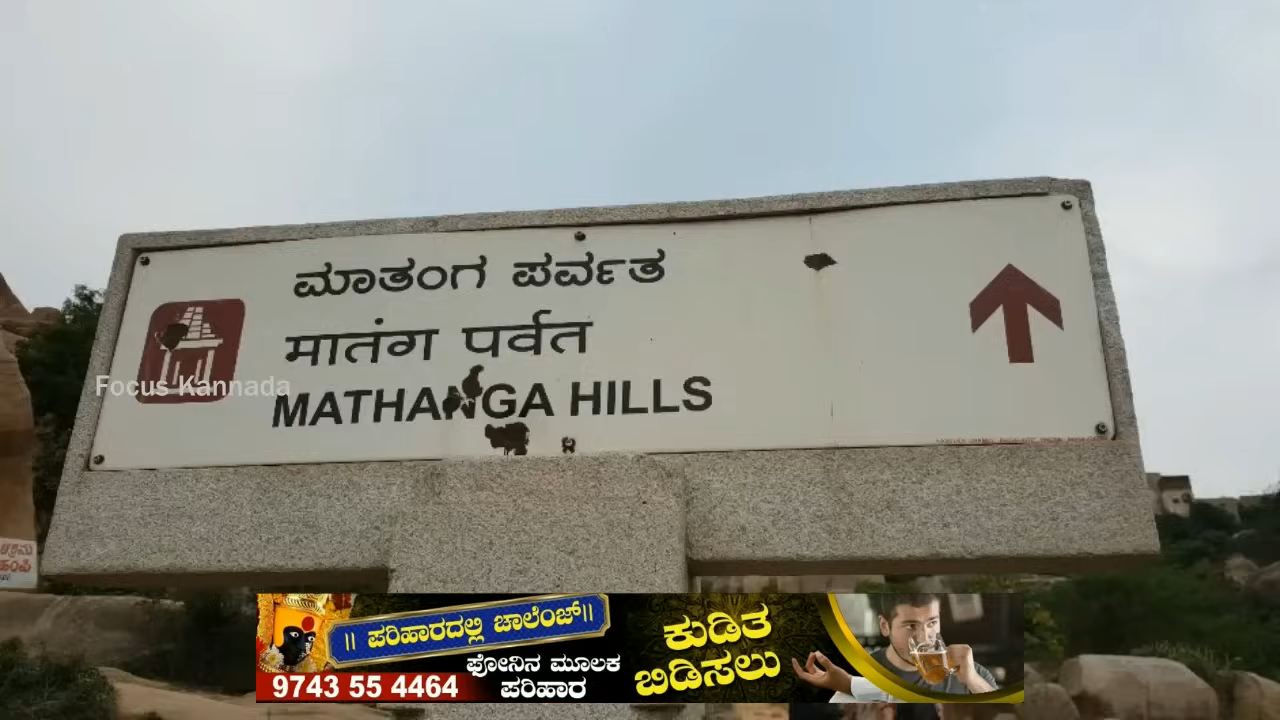 ಮಾತಂಗ ಪರ್ವತ
मातंग पर्वत
MATHANGA HILLS
Focus Kannada
ಹಂಪಿ
॥ ಪರಿಹಾರದಲ್ಲಿ ಚಾಲೆಂಜ್॥
ಫೋನಿನ ಮೂಲಕ
ಪರಿಹಾರ
9743 55 4464
ಕುಡಿತ
ಬಿಡಿಸಲು